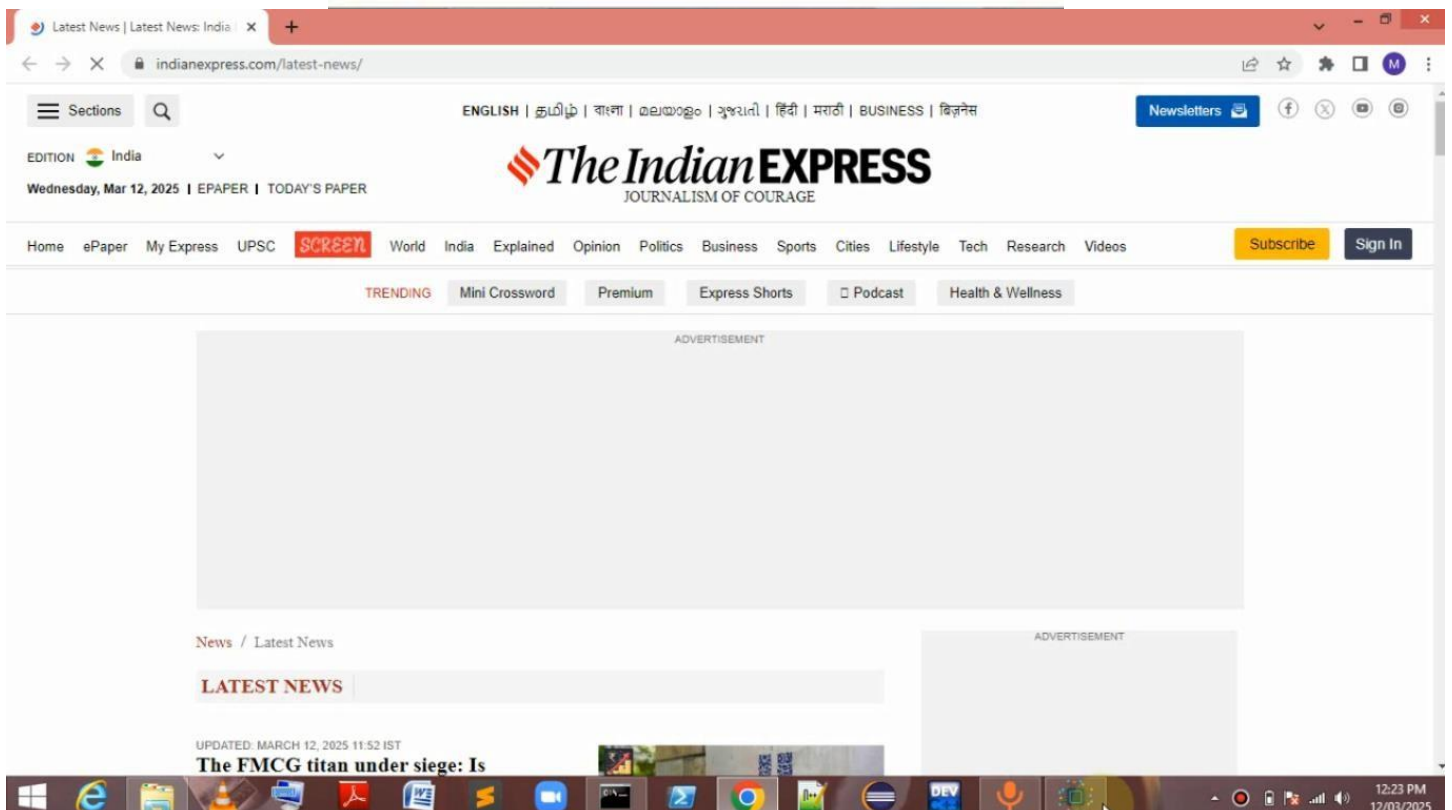 Latest News | Latest News: India
indianexpress.com/latest-news/
M
Sections
ENGLISH | தமிழ் | বাংলা | മലയാളം | ગુજરાતી | हिंदी | मराठी | BUSINESS | बिज़नेस
Newsletters
EDITION India
The Indian EXPRESS
JOURNALISM OF COURAGE
Wednesday, Mar 12, 2025 | EPAPER | TODAY'S PAPER
Home ePaper My Express UPSC SCREEN World India Explained Opinion Politics Business Sports Cities Lifestyle Tech Research Videos Subscribe Sign In
TRENDING Mini Crossword Premium Express Shorts Podcast Health & Wellness
ADVERTISEMENT
News / Latest News
ADVERTISEMENT
LATEST NEWS
UPDATED: MARCH 12, 2025 11:52 IST
The FMCG titan under siege: Is
DEV
12:23 PM
12/03/2025